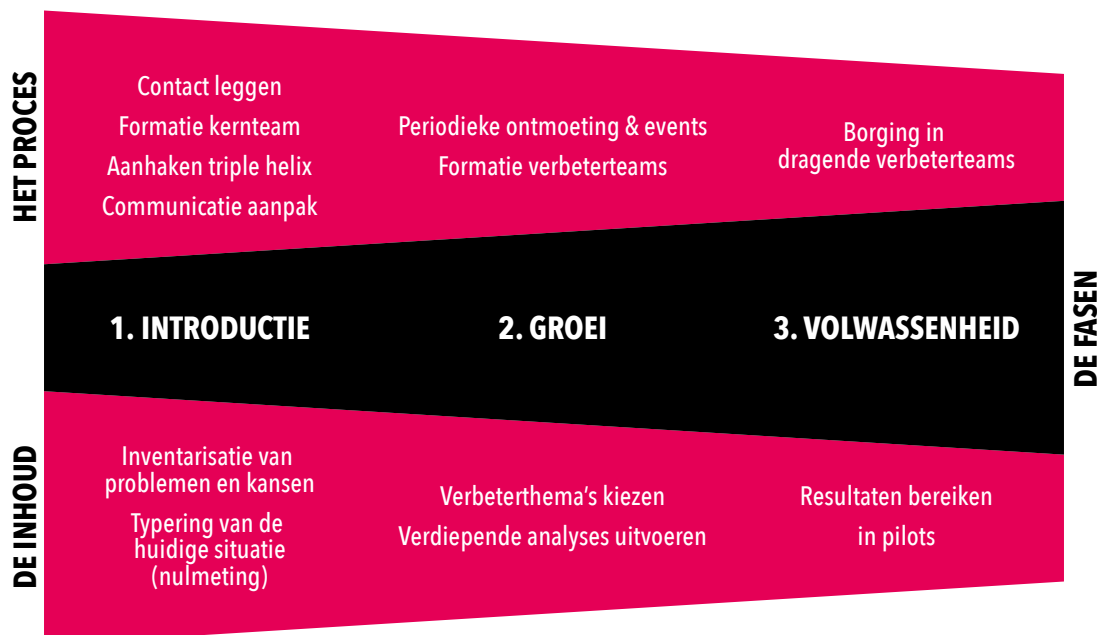 HET PROCES
Contact leggen
Formatie kernteam
Aanhaken triple helix
Communicatie aanpak
Periodieke ontmoeting & events
Formatie verbeterteams
Borging in
dragende verbeterteams
1. INTRODUCTIE
2. GROEI
3. VOLWASSENHEID
DE FASEN
DE INHOUD
Inventarisatie van
problemen en kansen
Typering van de
huidige situatie
(nulmeting)
Verbeterthema's kiezen
Verdiepende analyses uitvoeren
Resultaten bereiken
in pilots